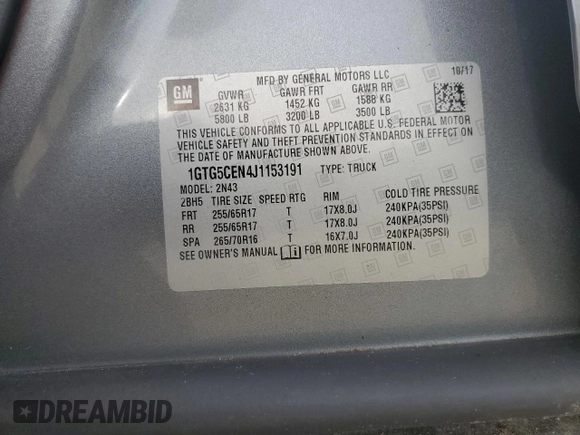 GM
MFD BY GENERAL MOTORS LLC
10/17
GVWR GAWR FRT GAWR RR
2631 KG 1452 KG 1588 KG
5800 LB 3200 LB 3500 LB
THIS VEHICLE CONFORMS TO ALL APPLICABLE U.S. FEDERAL MOTOR
VEHICLE SAFETY AND THEFT PREVENTION STANDARDS IN EFFECT ON
THE DATE OF MANUFACTURE SHOWN ABOVE.
1GTG5CEN4J1153191 TYPE: TRUCK
MODEL: 2N43
2BH5 TIRE SIZE SPEED RTG RIM COLD TIRE PRESSURE
FRT 255/65R17 T 17X8.0J 240KPA(35PSI)
RR 255/65R17 T 17X8.0J 240KPA(35PSI)
SPA 265/70R16 T 16X7.0J 240KPA(35PSI)
SEE OWNER'S MANUAL FOR MORE INFORMATION.
DREAMBID